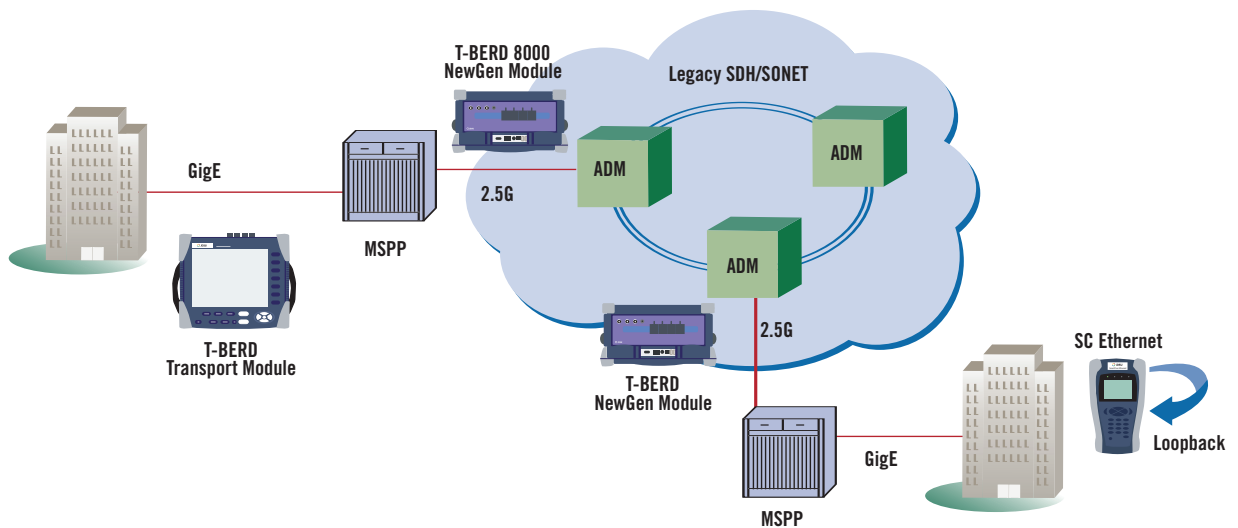 T-BERD 8000
NewGen Module
Legacy SDH/SONET
ADM
ADM
GigE
2.5G
MSPP
ADM
T-BERD
Transport Module
2.5G
SC Ethernet
T-BERD
NewGen Module
Loopback
GigE
MSPP